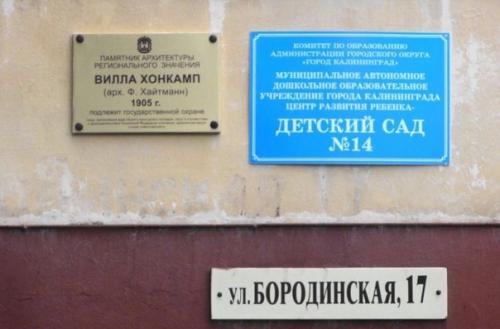 ПАМЯТНИК АРХИТЕКТУРЫ
РЕГИОНАЛЬНОГО ЗНАЧЕНИЯ
ВИЛЛА ХОНКАМП
(арх. Ф. Хайтманн)
1905 г.
подлежит государственной охране
КОМИТЕТ ПО ОБРАЗОВАНИЮ
АДМИНИСТРАЦИИ ГОРОДСКОГО ОКРУГА
"ГОРОД КАЛИНИНГРАД"
МУНИЦИПАЛЬНОЕ АВТОНОМНОЕ
ДОШКОЛЬНОЕ ОБРАЗОВАТЕЛЬНОЕ
УЧРЕЖДЕНИЕ ГОРОДА КАЛИНИНГРАДА
ЦЕНТР РАЗВИТИЯ РЕБЕНКА-
ДЕТСКИЙ САД
№14
УЛ. БОРОДИНСКАЯ, 17